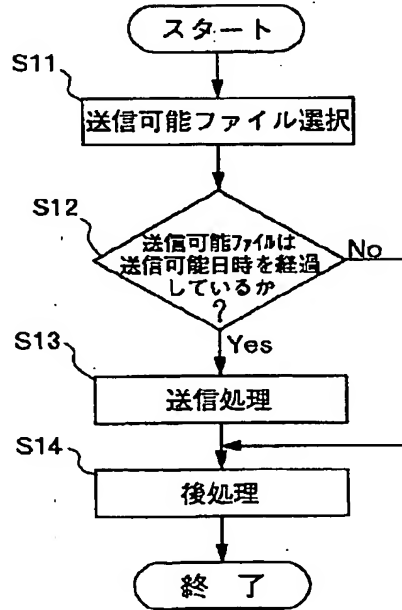 スタート
S11
送信可能ファイル選択
S12
送信可能ファイルは
送信可能日時を経過
しているか
?
No
Yes
S13
送信処理
S14
後処理
終 了